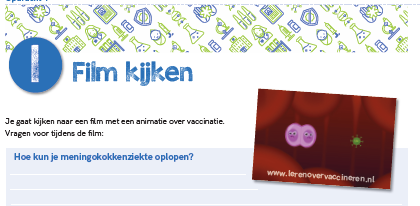 1 Film kijken
Je gaat kijken naar een film met een animatie over vaccinatie.
Vragen voor tijdens de film:
Hoe kun je meningokokkenziekte oplopen?
www.lerenovervaccineren.nl